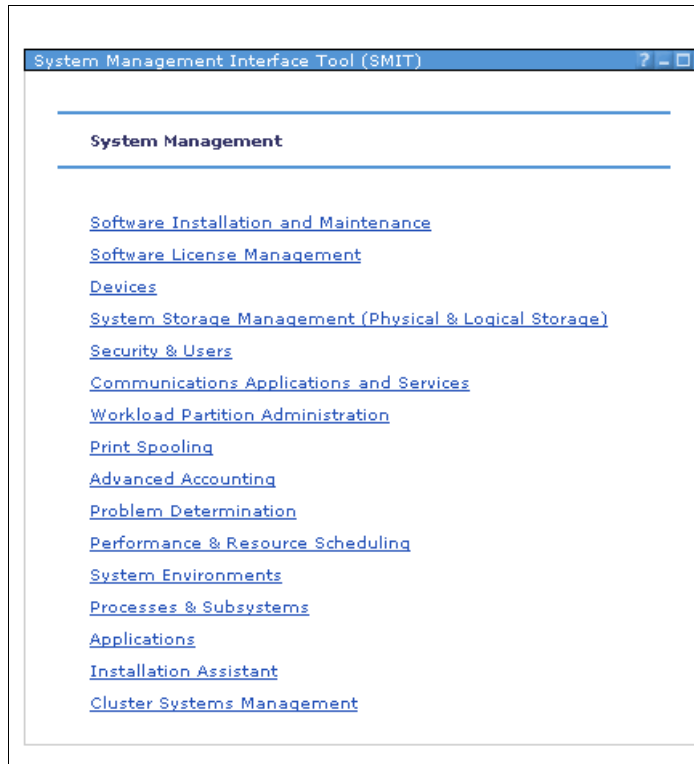 System Management Interface Tool (SMIT) ?
System Management
Software Installation and Maintenance
Software License Management
Devices
System Storage Management (Physical & Logical Storage)
Security & Users
Communications Applications and Services
Workload Partition Administration
Print Spooling
Advanced Accounting
Problem Determination
Performance & Resource Scheduling
System Environments
Processes & Subsystems
Applications
Installation Assistant
Cluster Systems Management